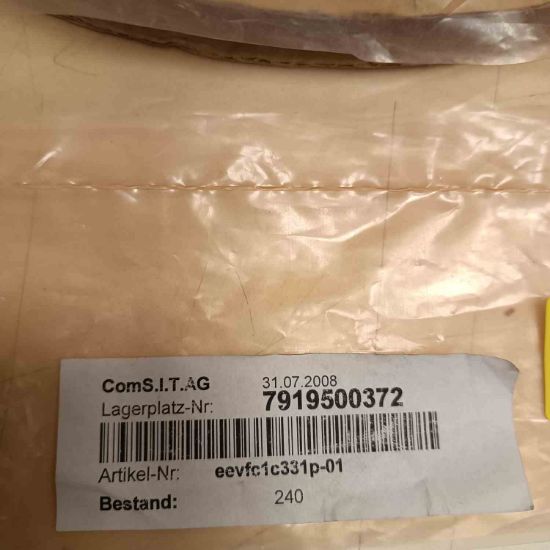 ComS.I.T.AG 31.07.2008
Lagerplatz-Nr: 7919500372
Artikel-Nr: eevfc1c331p-01
Bestand: 240